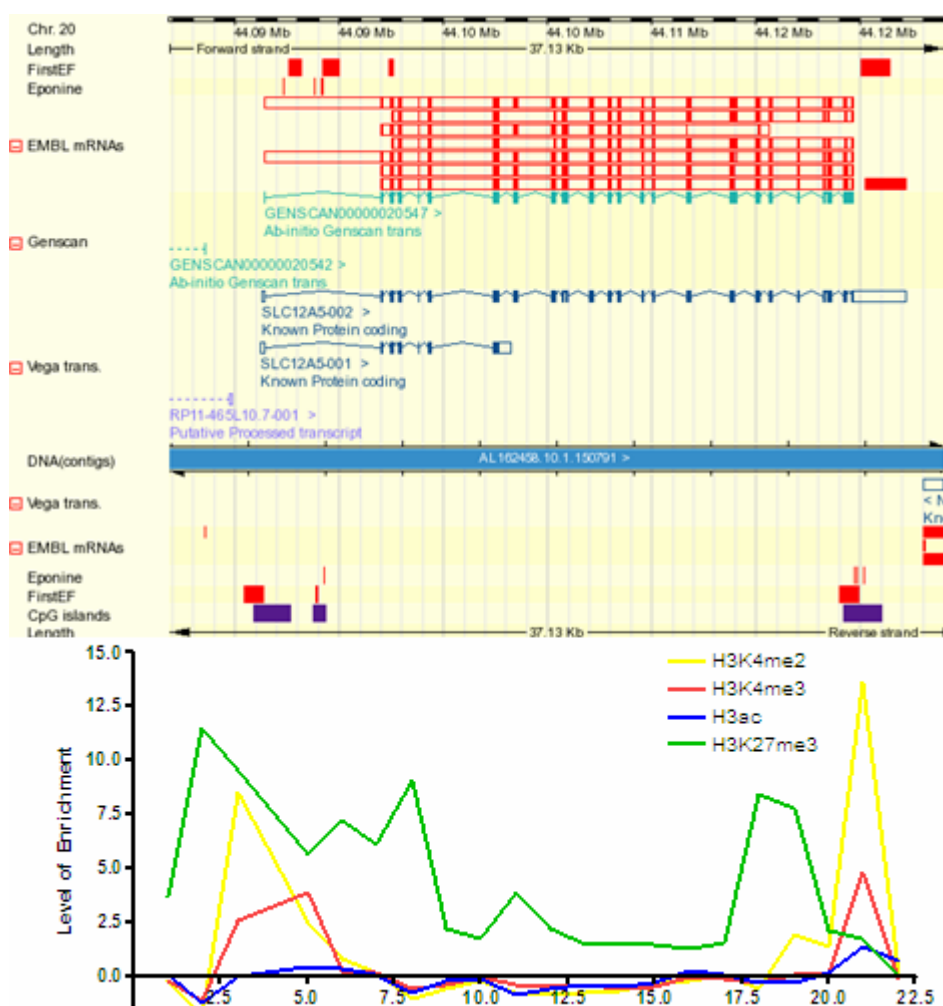 Chr. 20
44.09 Mb 44.09 Mb 44.10 Mb 44.10 Mb 44.11 Mb 44.12 Mb 44.12 Mb
Length Forward strand 37.13 Kb
FirstEF
Eponine
EMBL mRNAs
GENSCAN00000020547 >
Ab-initio Genscan trans
Genscan
GENSCAN00000020542 >
Ab-initio Genscan trans
SLC12A5-002 >
Known Protein coding
Vega trans.
SLC12A5-001 >
Known Protein coding
RP11-465L10.7-001 >
Putative Processed transcript
DNA(contigs) AL162458.10.1.150791 >
Vega trans.
< N
Kn
EMBL mRNAs
Eponine
FirstEF
CpG islands
Length 37.13 Kb Reverse strand
Level of Enrichment
15.0
12.5
10.0
7.5
5.0
2.5
0.0
H3K4me2
H3K4me3
H3ac
H3K27me3
2.5 5.0 7.5 10.0 12.5 15.0 17.5 20.0 22.5